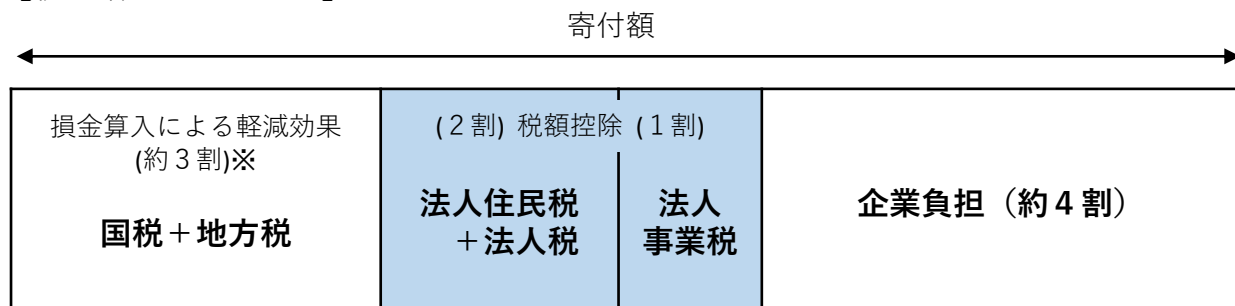 寄付額
損金算入による軽減効果
(約３割)※
国税＋地方税
(２割) 税額控除 (１割)
法人住民税
＋法人税
法人
事業税
企業負担（約４割）